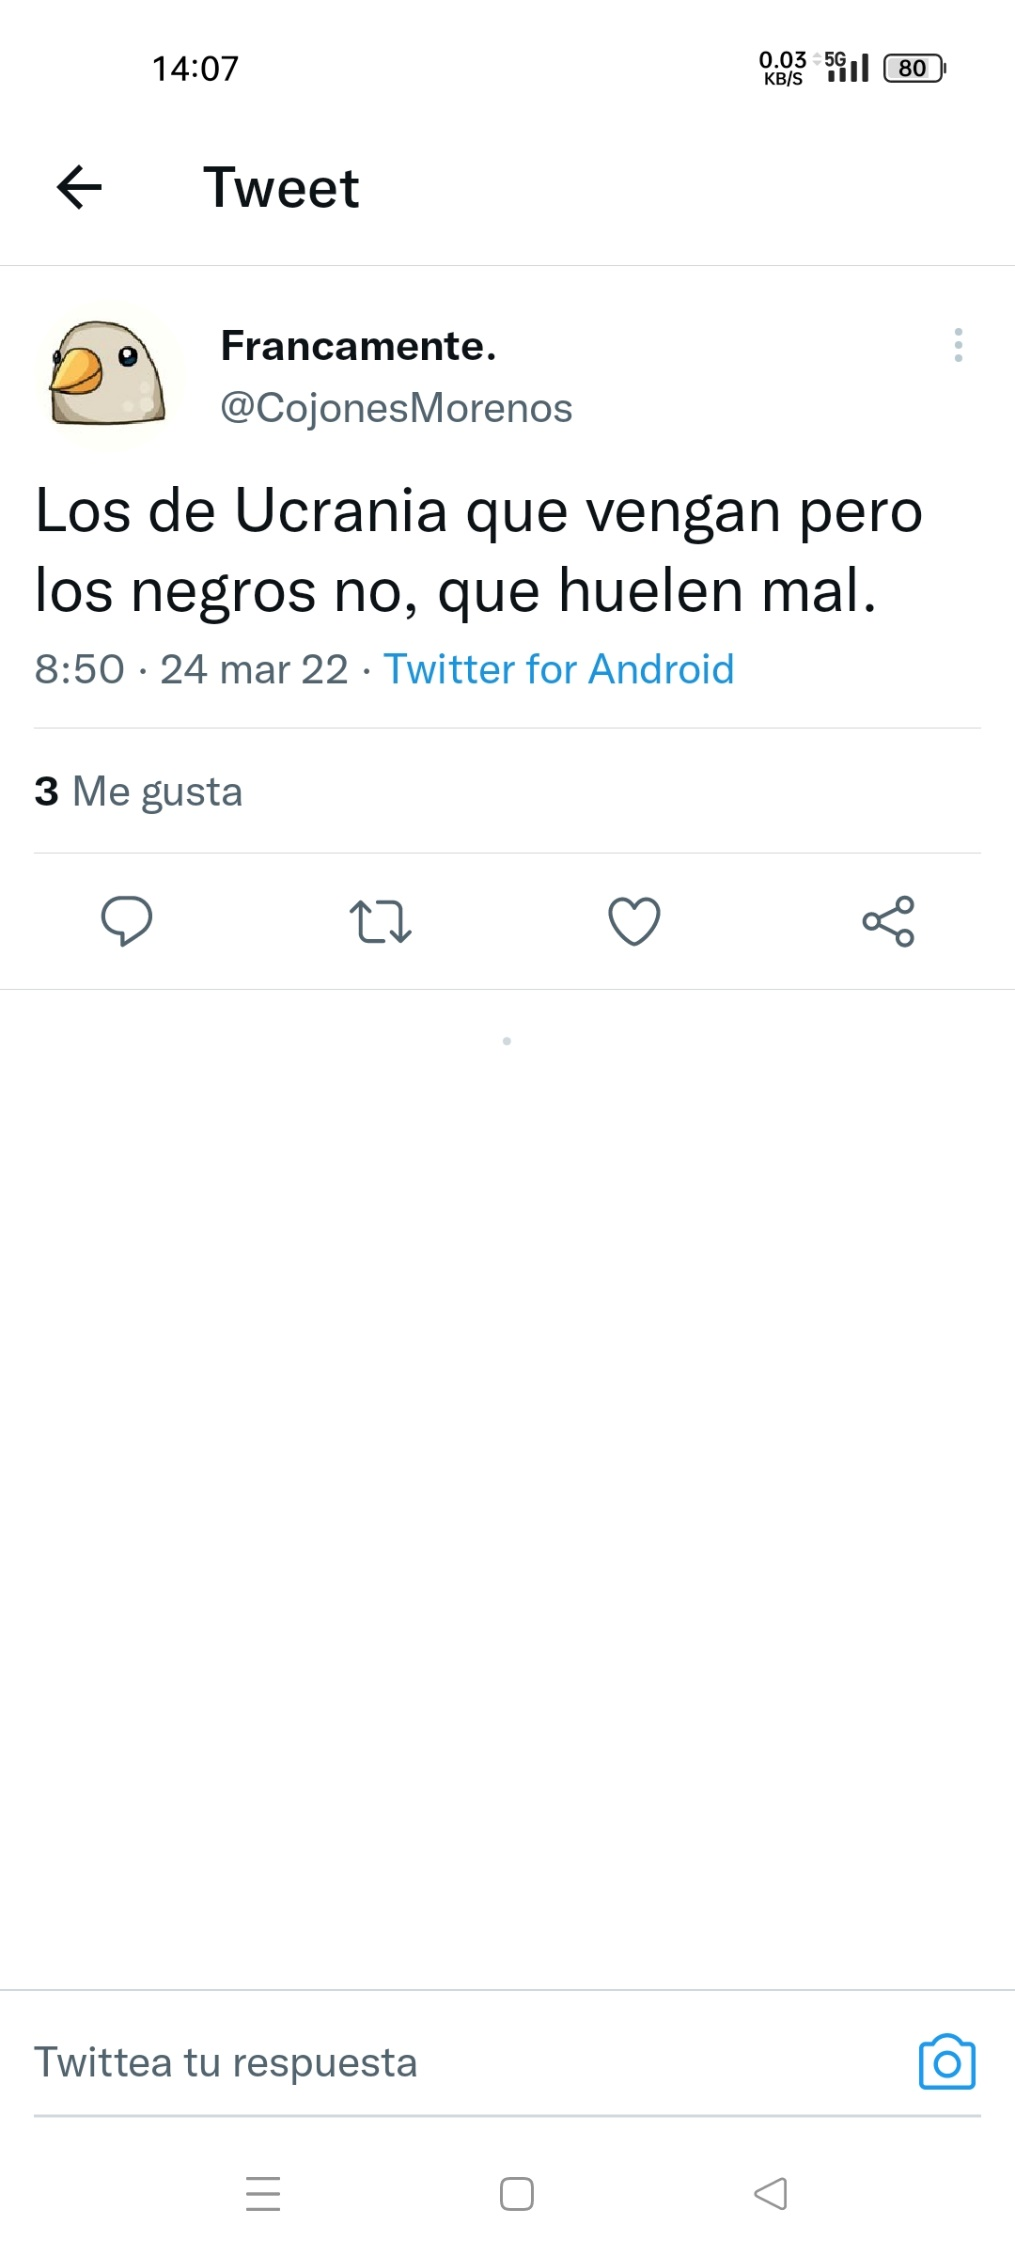 14:07
0.03 KB/S 5G 80
Tweet
Francamente.
@CojonesMorenos
Los de Ucrania que vengan pero
los negros no, que huelen mal.
8:50 · 24 mar 22 · Twitter for Android
3 Me gusta
Twittea tu respuesta